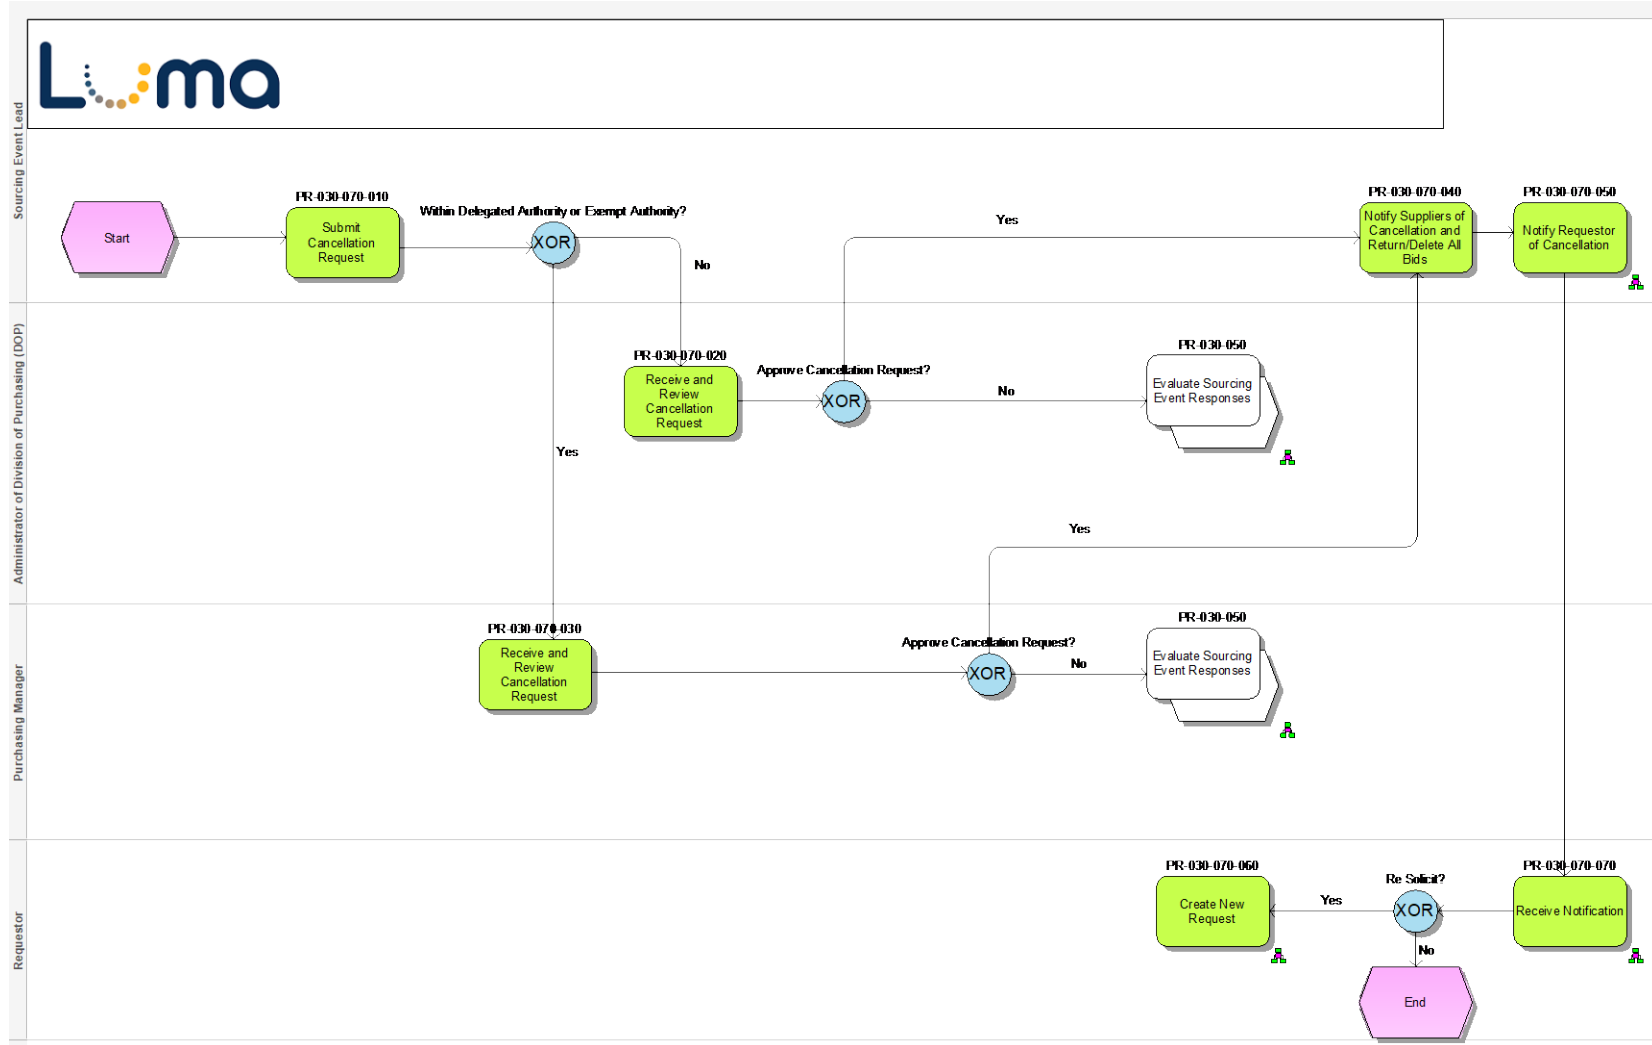 Luma
Sourcing Event Lead
PR-030-070-010
Start
Submit
Cancellation
Request
Within Delegated Authority or Exempt Authority?
XOR
No
Yes
PR-030-070-040
Notify Suppliers of
Cancellation and
Return/Delete All
Bids
PR-030-070-050
Notify Requestor
of Cancellation
Administrator of Division of Purchasing (DOP)
PR-030-070-020
Receive and
Review
Cancellation
Request
Approve Cancellation Request?
XOR
No
PR-030-050
Evaluate Sourcing
Event Responses
Yes
Yes
Purchasing Manager
PR-030-070-030
Receive and
Review
Cancellation
Request
Approve Cancellation Request?
XOR
No
PR-030-050
Evaluate Sourcing
Event Responses
Requestor
PR-030-070-060
Create New
Request
Yes
Re Solicit?
XOR
No
PR-030-070-070
Receive Notification
End